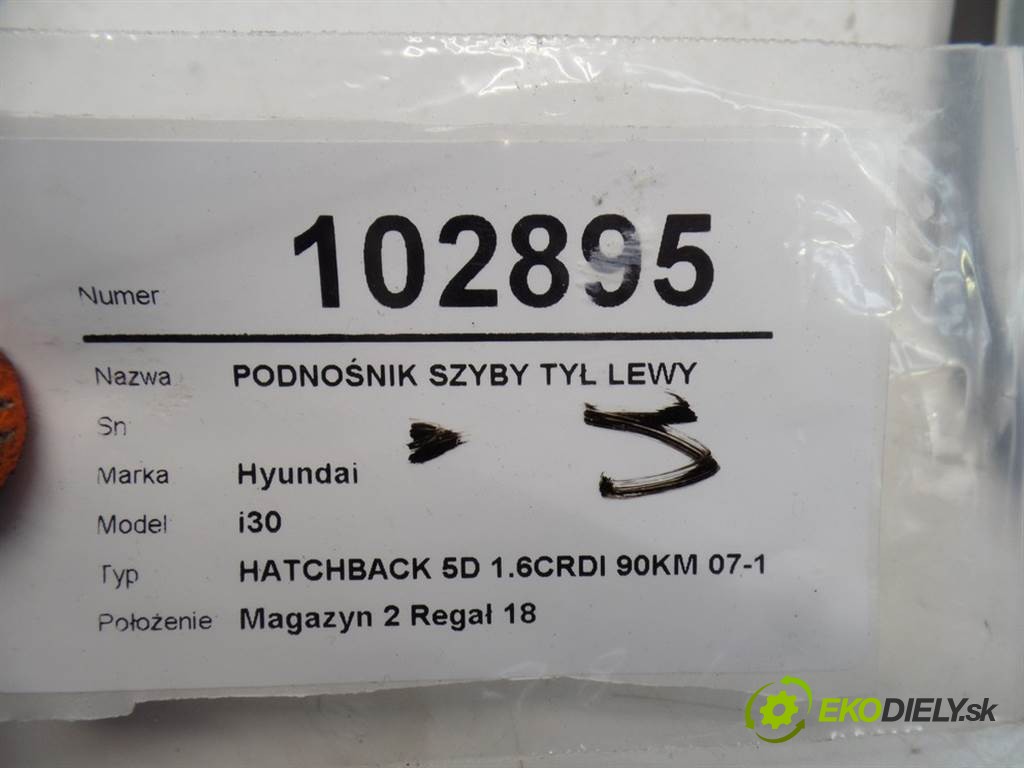 Numer 102895
Nazwa PODNOŚNIK SZYBY TYŁ LEWY
Sn
Marka Hyundai
Model i30
Typ HATCHBACK 5D 1.6CRDI 90KM 07-1
Położenie Magazyn 2 Regał 18
EKODIELY.sk